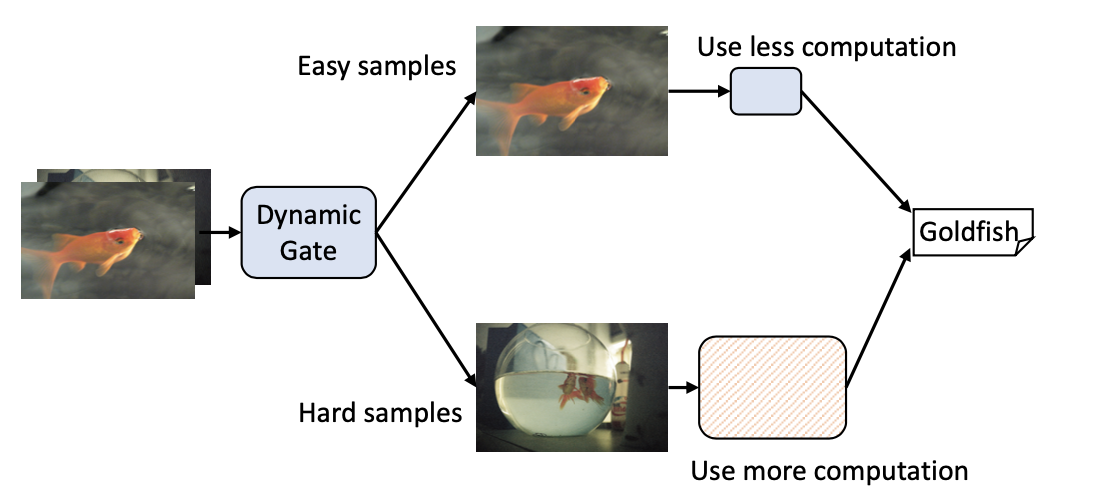 Easy samples
Use less computation
Dynamic
Gate
Goldfish
Hard samples
Use more computation